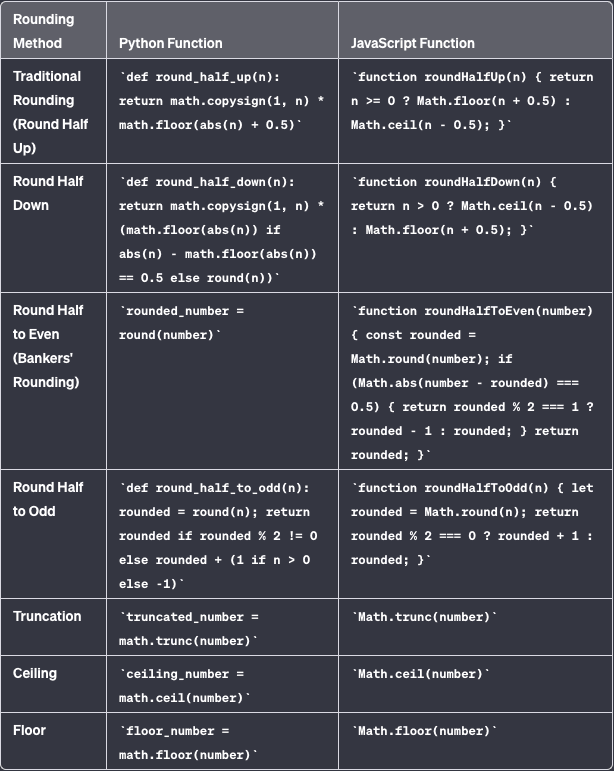 Rounding
Method
Python Function
JavaScript Function
Traditional
Rounding
(Round Half
Up)
`def round_half_up(n):
return math.copysign(1, n) *
math.floor(abs(n) + 0.5)`
`function roundHalfUp(n) { return
n >= 0 ? Math.floor(n + 0.5) :
Math.ceil(n - 0.5); }`
Round Half
Down
`def round_half_down(n):
return math.copysign(1, n) *
(math.floor(abs(n)) if
abs(n) - math.floor(abs(n))
== 0.5 else round(n))`
`function roundHalfDown(n) {
return n > 0 ? Math.ceil(n - 0.5)
: Math.floor(n + 0.5); }`
Round Half
to Even
(Bankers'
Rounding)
`rounded_number =
round(number)`
`function roundHalfToEven(number)
{ const rounded =
Math.round(number); if
(Math.abs(number - rounded) ===
0.5) { return rounded % 2 === 1 ?
rounded - 1 : rounded; } return
rounded; }`
Round Half
to Odd
`def round_half_to_odd(n):
rounded = round(n); return
rounded if rounded % 2 != 0
else rounded + (1 if n > 0
else -1)`
`function roundHalfToOdd(n) { let
rounded = Math.round(n); return
rounded % 2 === 0 ? rounded + 1 :
rounded; }`
Truncation
`truncated_number =
math.trunc(number)`
`Math.trunc(number)`
Ceiling
`ceiling_number =
math.ceil(number)`
`Math.ceil(number)`
Floor
`floor_number =
math.floor(number)`
`Math.floor(number)`